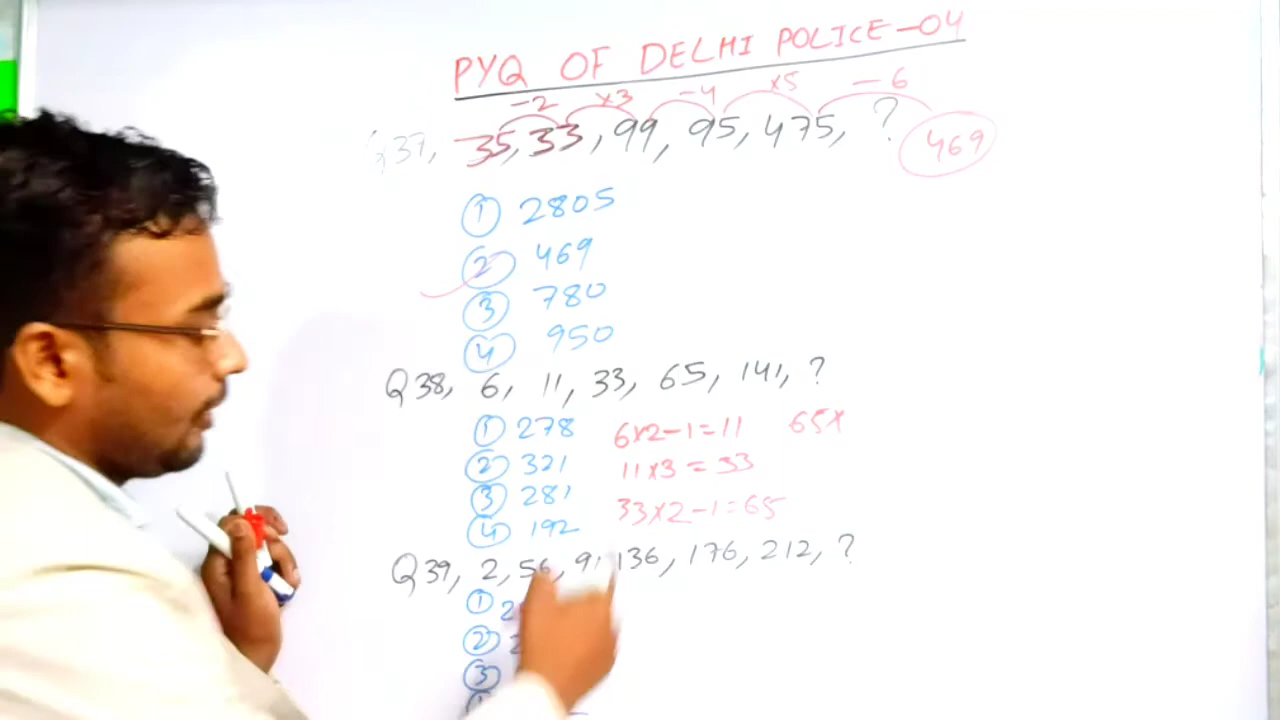 PYQ OF DELHI POLICE-04
-2 ×3 -4 ×5 -6
Q37, 35, 33, 99, 95, 475, ? 469
① 2805
② 469
③ 780
④ 950
Q38, 6, 11, 33, 65, 141, ?
① 278 6×2-1=11 65×
② 321 11×3=33
③ 281 33×2-1=65
④ 192
Q39, 2, 56, 136, 176, 212, ?
①
②
③